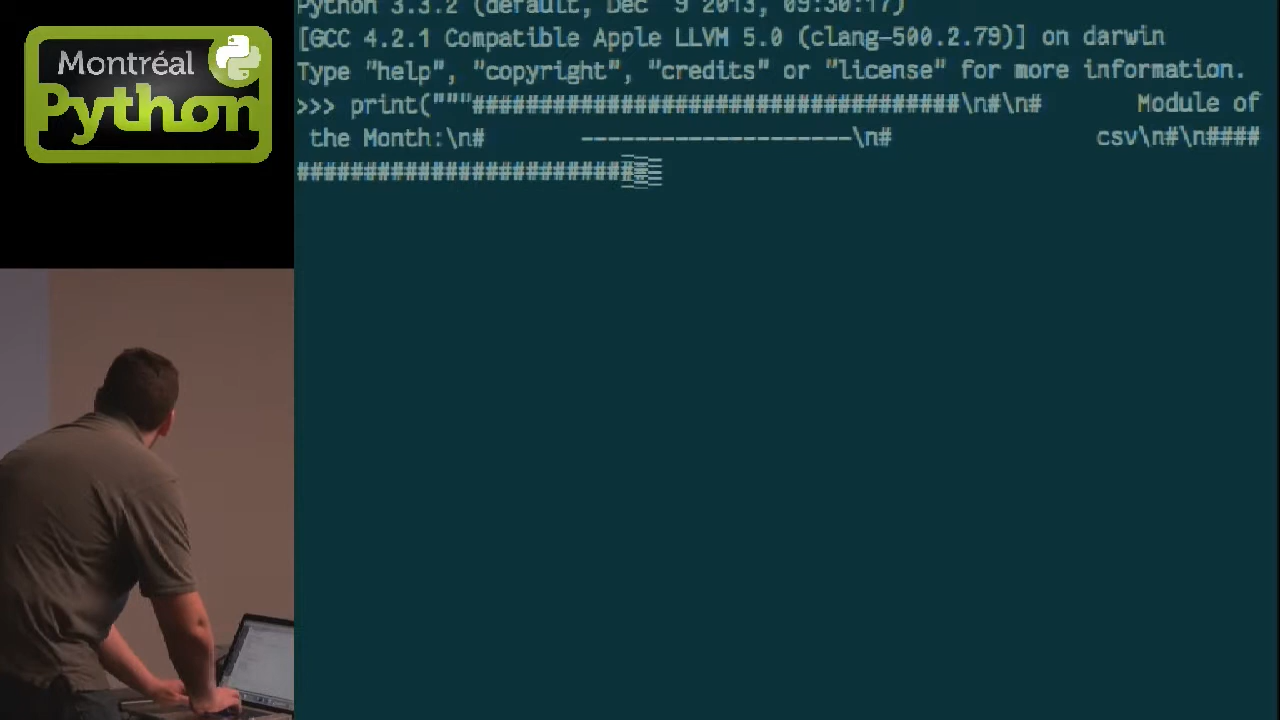 Montréal
Python
Python 3.3.2 (default, Dec  9 2013, 09:30:17)
[GCC 4.2.1 Compatible Apple LLVM 5.0 (clang-500.2.79)] on darwin
Type "help", "copyright", "credits" or "license" for more information.
>>> print("""####################################\n#\n#       Module of
 the Month:\n#       --------------------\n#               csv\n#\n####
##########################